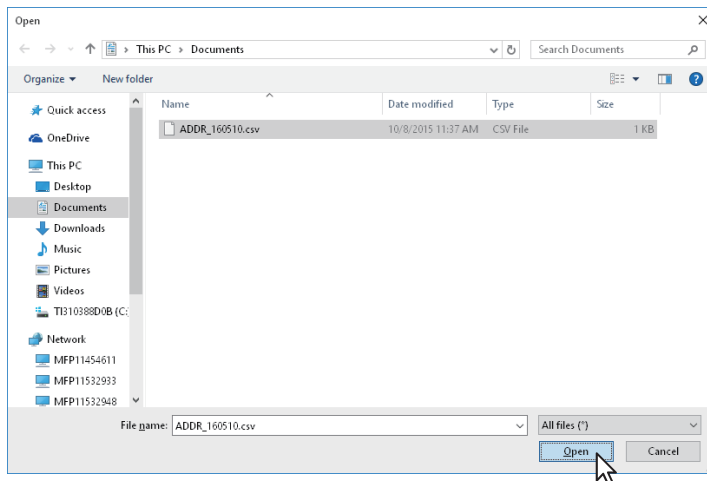 Open
This PC > Documents
Search Documents
Organize
New folder
Name
Date modified
Type
Size
ADDR_160510.csv
10/8/2015 11:37 AM
CSV File
1 KB
Quick access
OneDrive
This PC
Desktop
Documents
Downloads
Music
Pictures
Videos
TI310388D0B (C:
Network
MFP11454611
MFP11532933
MFP11532948
File name:
ADDR_160510.csv
All files (*)
Open
Cancel